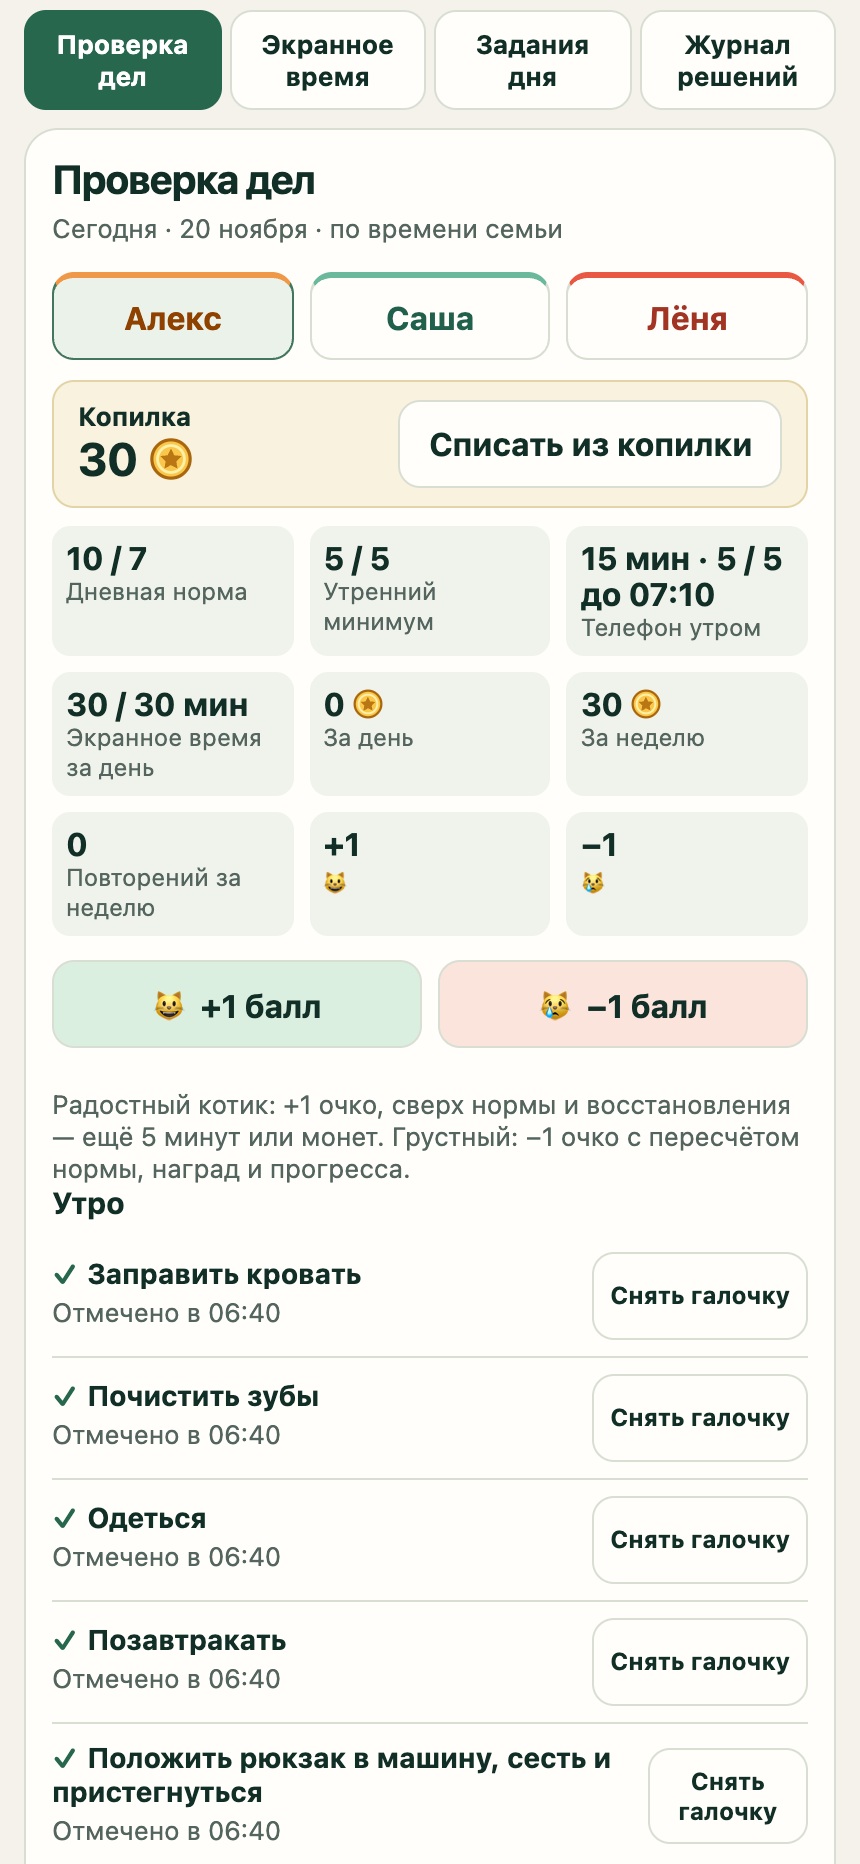 Проверка дел
Экранное время
Задания дня
Журнал решений
Проверка дел
Сегодня · 20 ноября · по времени семьи
Алекс
Саша
Лёня
Копилка
30
Списать из копилки
10 / 7
Дневная норма
5 / 5
Утренний
минимум
15 мин · 5 / 5
до 07:10
Телефон утром
30 / 30 мин
Экранное время
за день
0
За день
30
За неделю
0
Повторений за
неделю
+1
😺
−1
😿
😺 +1 балл
😿 −1 балл
Радостный котик: +1 очко, сверх нормы и восстановления
— ещё 5 минут или монет. Грустный: −1 очко с пересчётом
нормы, наград и прогресса.
Утро
✓ Заправить кровать
Отмечено в 06:40
Снять галочку
✓ Почистить зубы
Отмечено в 06:40
Снять галочку
✓ Одеться
Отмечено в 06:40
Снять галочку
✓ Позавтракать
Отмечено в 06:40
Снять галочку
✓ Положить рюкзак в машину, сесть и
пристегнуться
Отмечено в 06:40
Снять
галочку